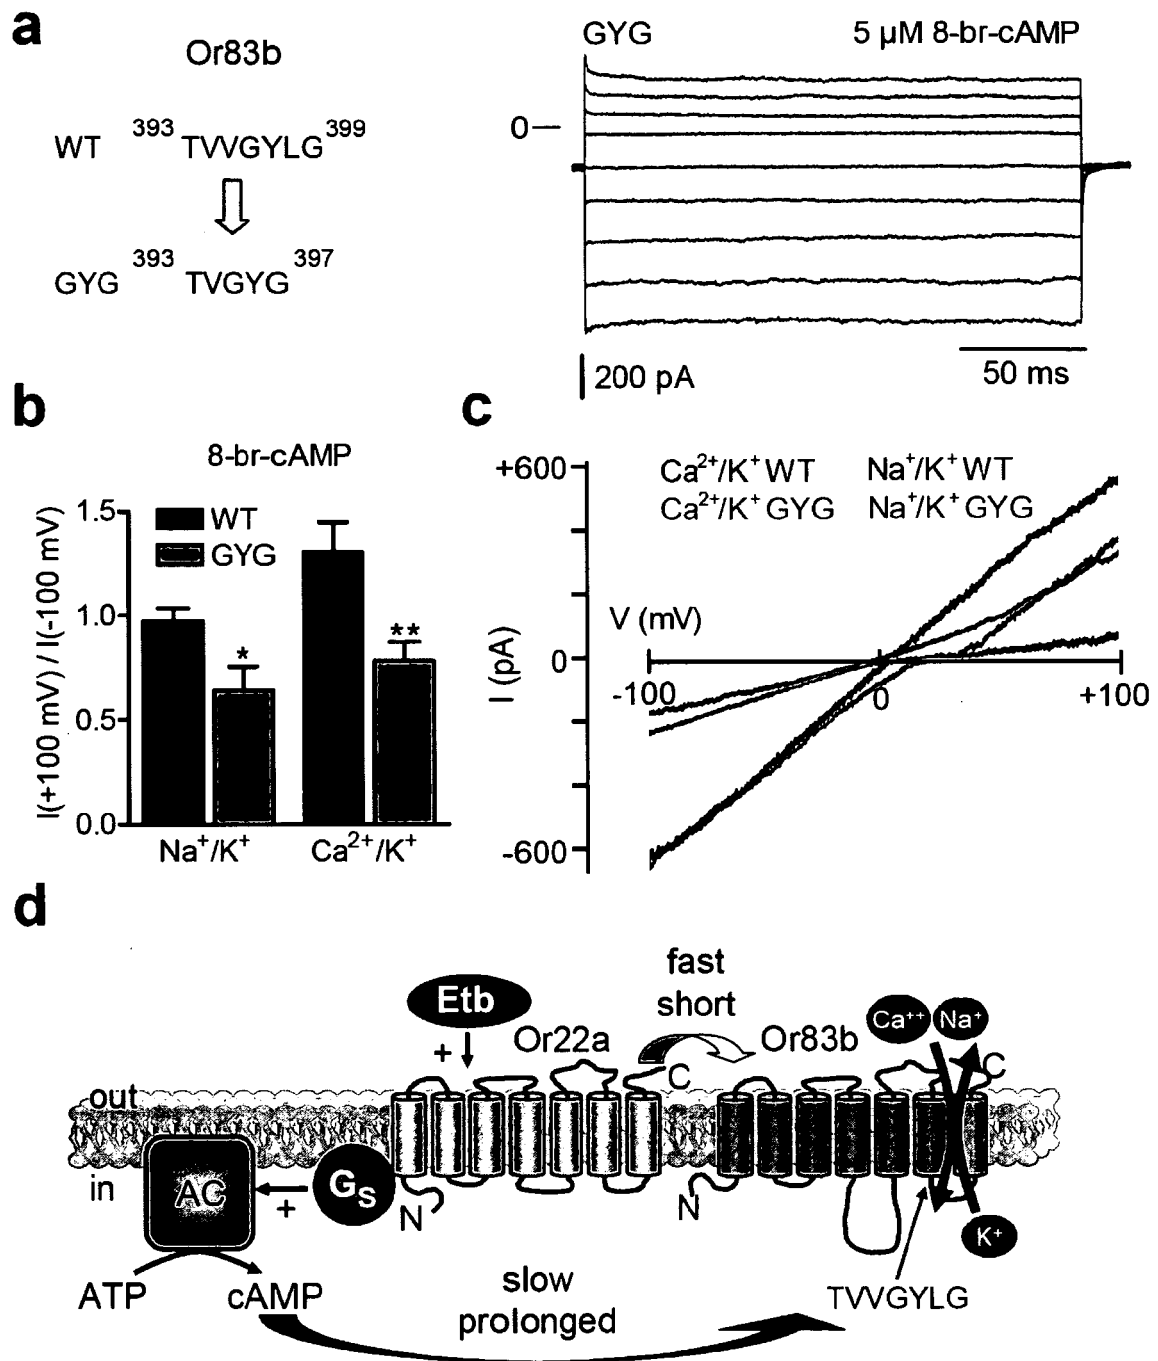 a
Or83b
WT 393 TVVGYLG 399
GYG 393 TVGYG 397
GYG 5 µM 8-br-cAMP
0
200 pA
50 ms
b
8-br-cAMP
I(+100 mV) / I(-100 mV)
1.5
1.0
0.5
0.0
WT
GYG
*
**
Na⁺/K⁺ Ca²⁺/K⁺
c
+600
0
-600
I (pA)
Ca²⁺/K⁺ WT Na⁺/K⁺ WT
Ca²⁺/K⁺ GYG Na⁺/K⁺ GYG
V (mV)
-100 0 +100
d
fast
short
Etb
+
Or22a
Or83b
Ca⁺⁺ Na⁺
C
C
out
in
AC
+
Gs
N
N
K⁺
ATP
cAMP
slow
prolonged
TVVGYLG